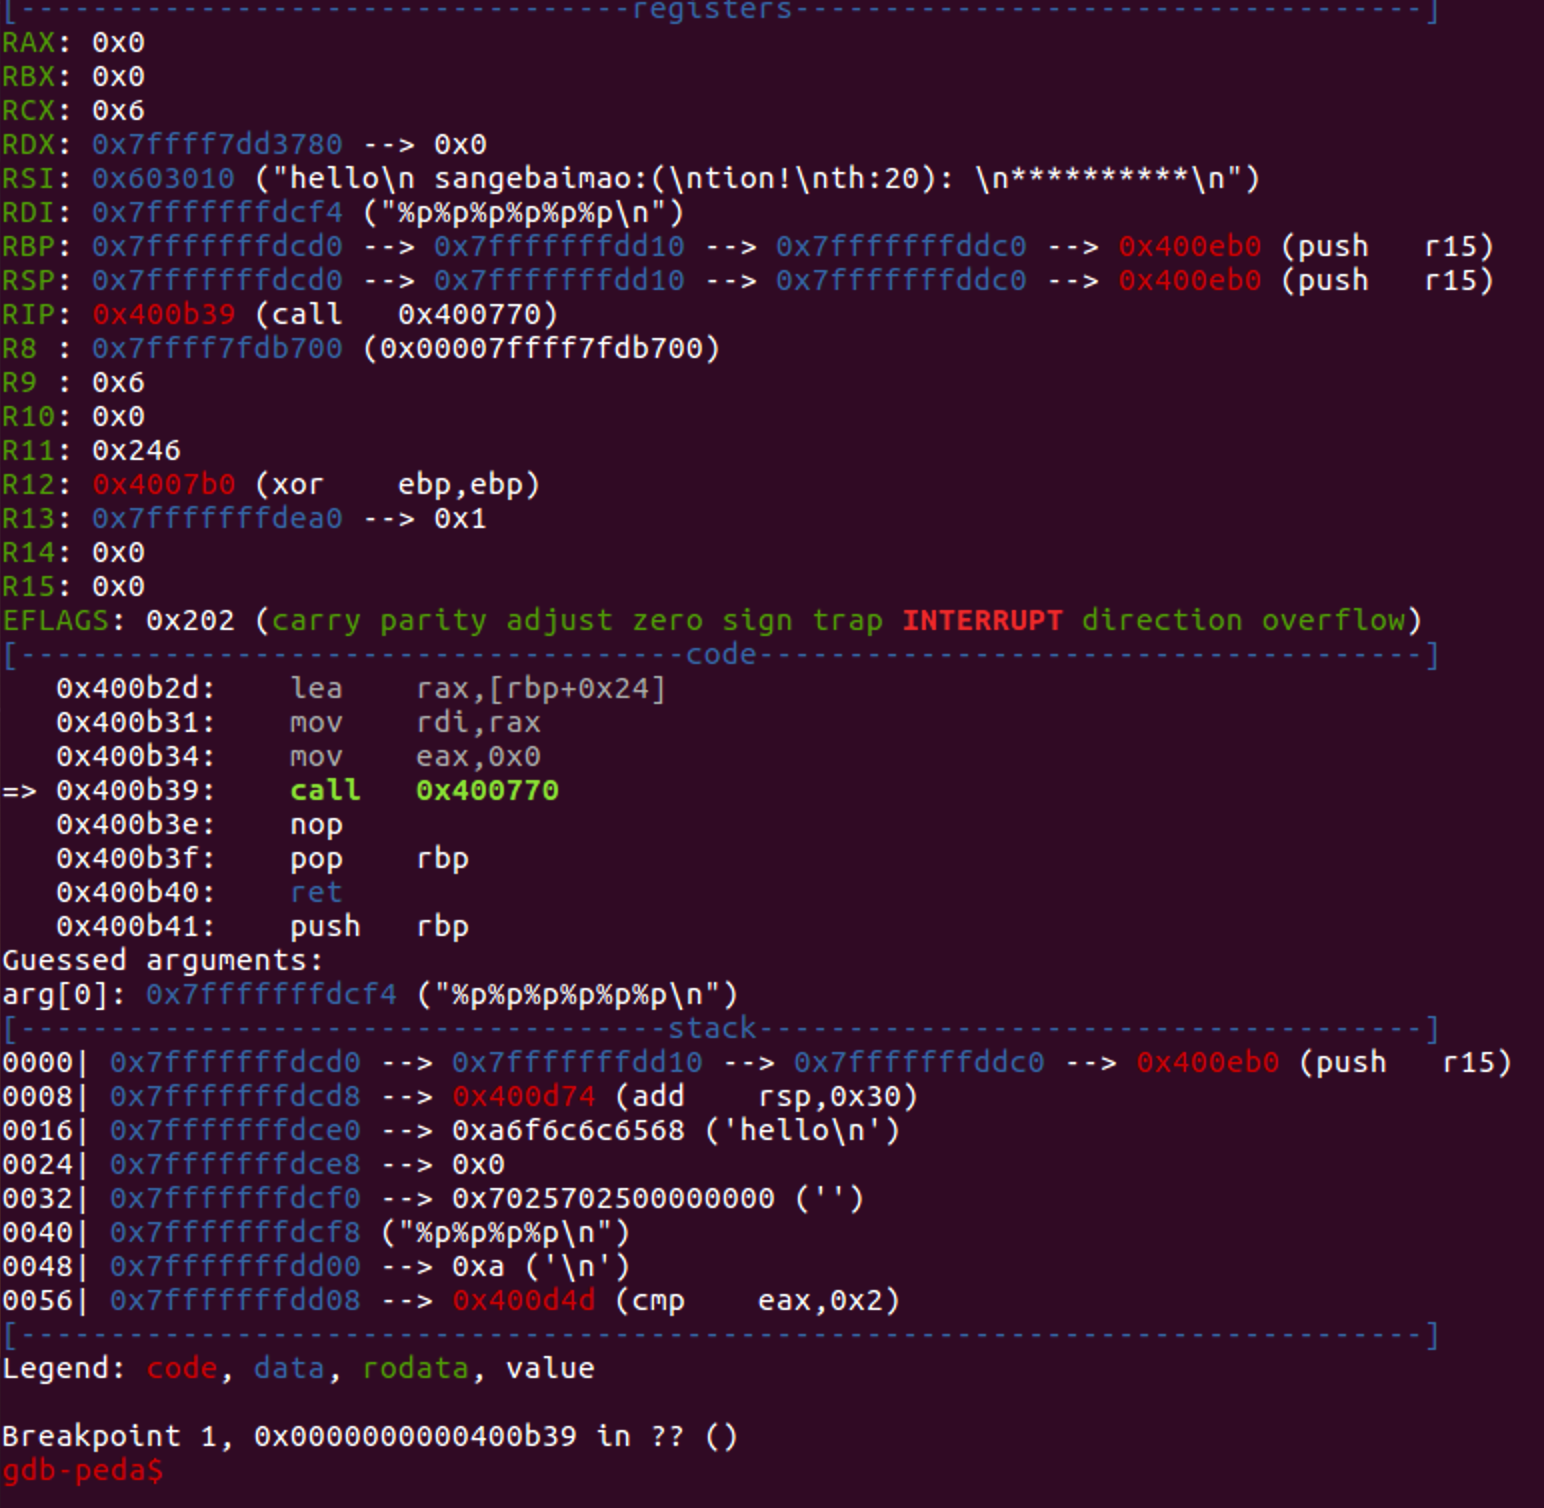 [----------------------------------registers-----------------------------------]
RAX: 0x0
RBX: 0x0
RCX: 0x6
RDX: 0x7ffff7dd3780 --> 0x0
RSI: 0x603010 ("hello\n sangebaimao:(\ntion!\nth:20): \n**********\n")
RDI: 0x7fffffffdcf4 ("%p%p%p%p%p%p\n")
RBP: 0x7fffffffdcd0 --> 0x7fffffffdd10 --> 0x7fffffffddc0 --> 0x400eb0 (push   r15)
RSP: 0x7fffffffdcd0 --> 0x7fffffffdd10 --> 0x7fffffffddc0 --> 0x400eb0 (push   r15)
RIP: 0x400b39 (call   0x400770)
R8 : 0x7ffff7fdb700 (0x00007ffff7fdb700)
R9 : 0x6
R10: 0x0
R11: 0x246
R12: 0x4007b0 (xor    ebp,ebp)
R13: 0x7fffffffdea0 --> 0x1
R14: 0x0
R15: 0x0
EFLAGS: 0x202 (carry parity adjust zero sign trap INTERRUPT direction overflow)
[-------------------------------------code-------------------------------------]
   0x400b2d:    lea    rax,[rbp+0x24]
   0x400b31:    mov    rdi,rax
   0x400b34:    mov    eax,0x0
=> 0x400b39:    call   0x400770
   0x400b3e:    nop
   0x400b3f:    pop    rbp
   0x400b40:    ret
   0x400b41:    push   rbp
Guessed arguments:
arg[0]: 0x7fffffffdcf4 ("%p%p%p%p%p%p\n")
[------------------------------------stack-------------------------------------]
0000| 0x7fffffffdcd0 --> 0x7fffffffdd10 --> 0x7fffffffddc0 --> 0x400eb0 (push   r15)
0008| 0x7fffffffdcd8 --> 0x400d74 (add    rsp,0x30)
0016| 0x7fffffffdce0 --> 0xa6f6c6c6568 ('hello\n')
0024| 0x7fffffffdce8 --> 0x0
0032| 0x7fffffffdcf0 --> 0x7025702500000000 ('')
0040| 0x7fffffffdcf8 ("%p%p%p%p\n")
0048| 0x7fffffffdd00 --> 0xa ('\n')
0056| 0x7fffffffdd08 --> 0x400d4d (cmp    eax,0x2)
[------------------------------------------------------------------------------]
Legend: code, data, rodata, value
Breakpoint 1, 0x0000000000400b39 in ?? ()
gdb-peda$